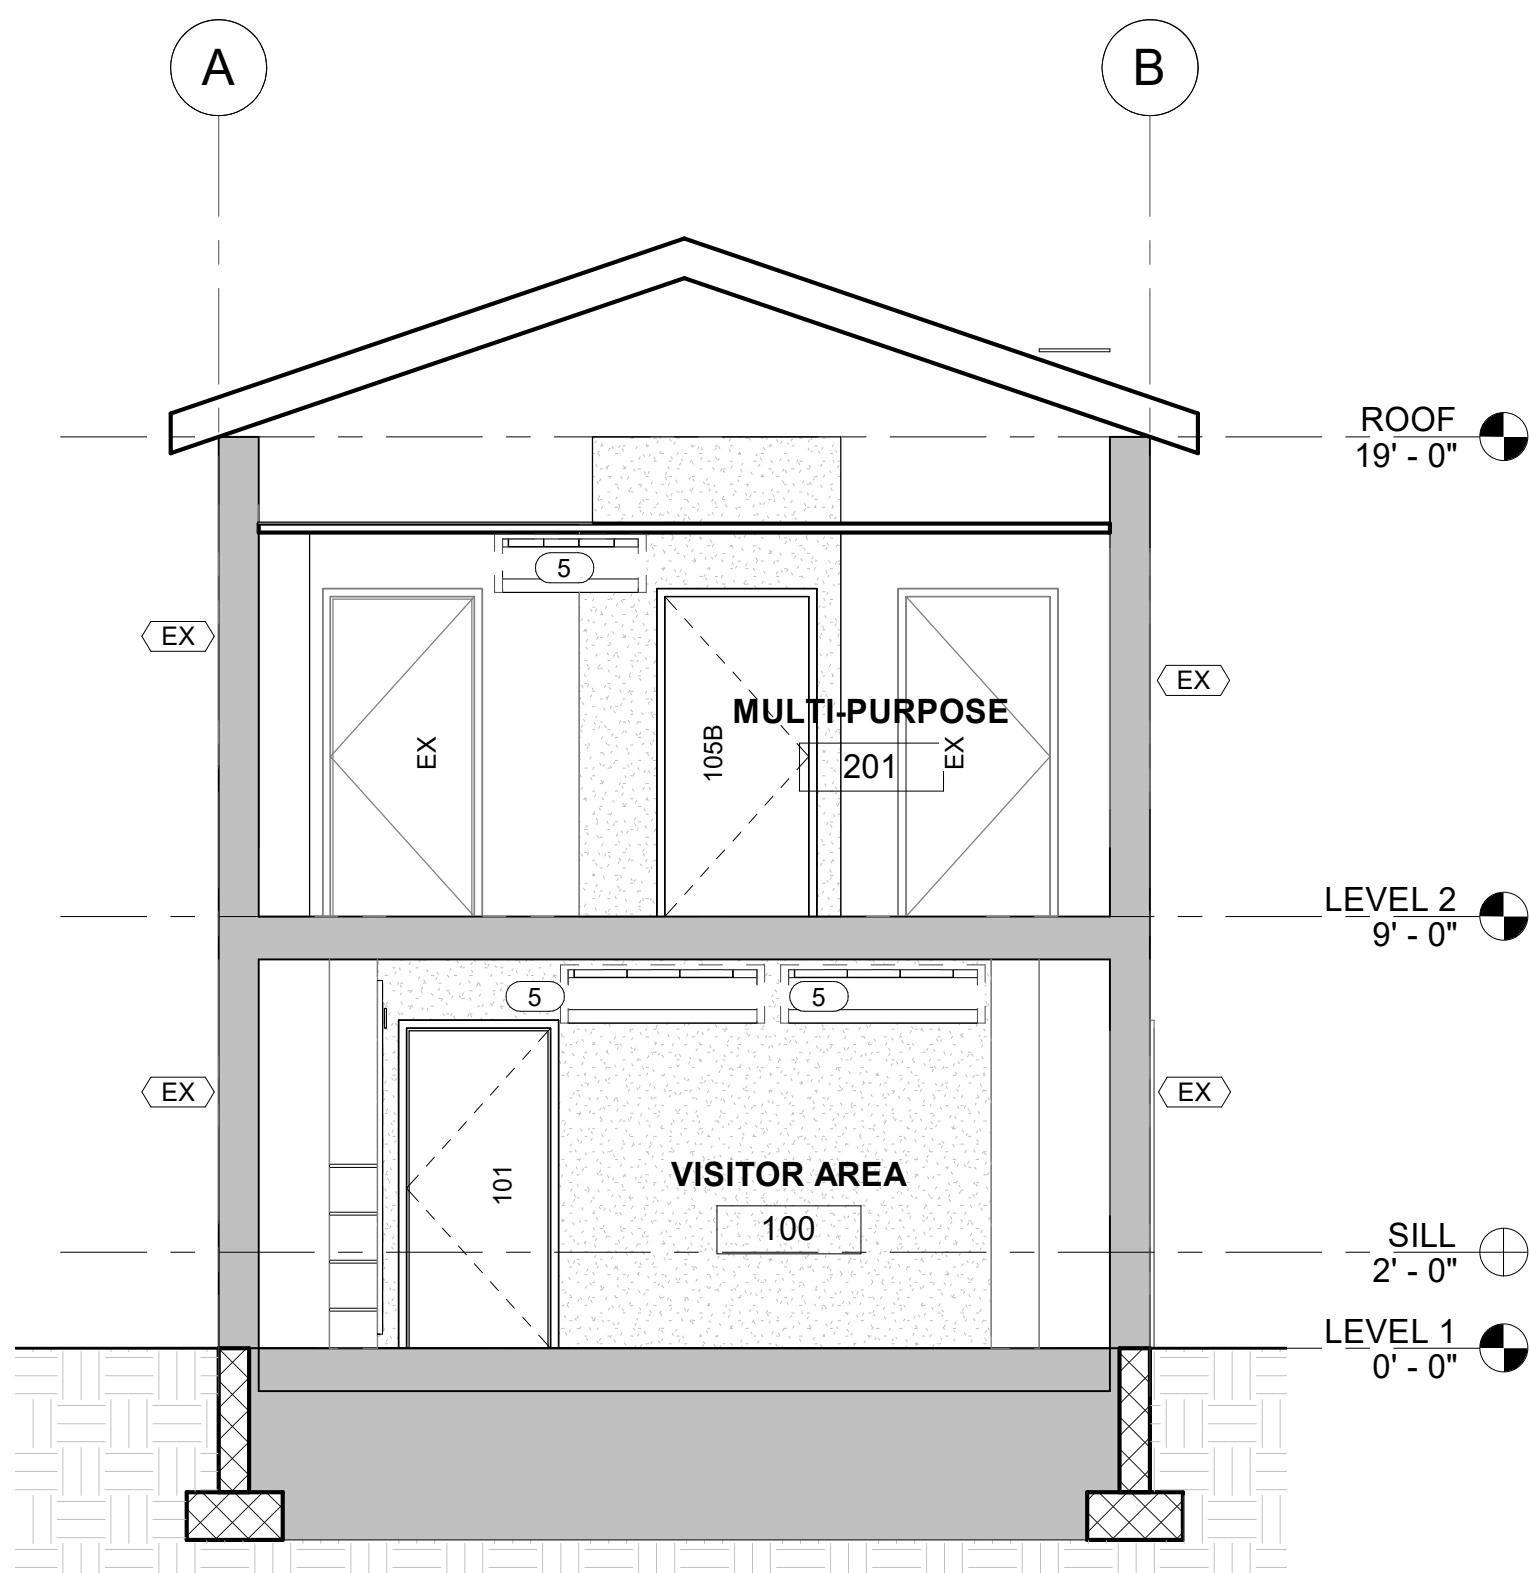 A
B
ROOF
19' - 0"
5
EX
EX
MULTI-PURPOSE
EX
105B
201
EX
LEVEL 2
9' - 0"
5
5
EX
EX
VISITOR AREA
101
100
SILL
2' - 0"
LEVEL 1
0' - 0"